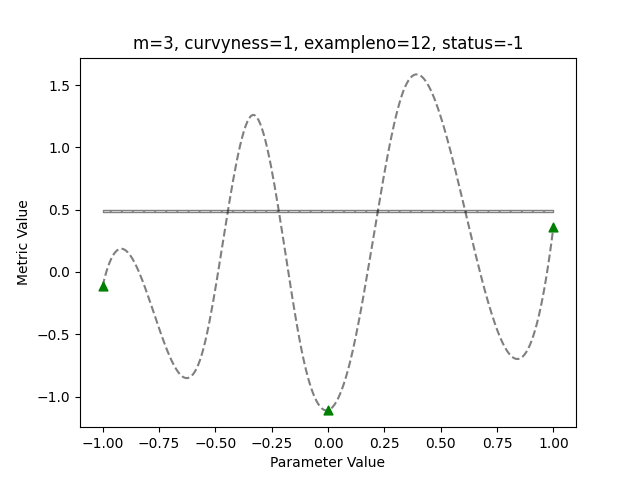 m=3, curvyness=1, exampleno=12, status=-1
Metric Value
1.5
1.0
0.5
0.0
−0.5
−1.0
−1.00 −0.75 −0.50 −0.25 0.00 0.25 0.50 0.75 1.00
Parameter Value